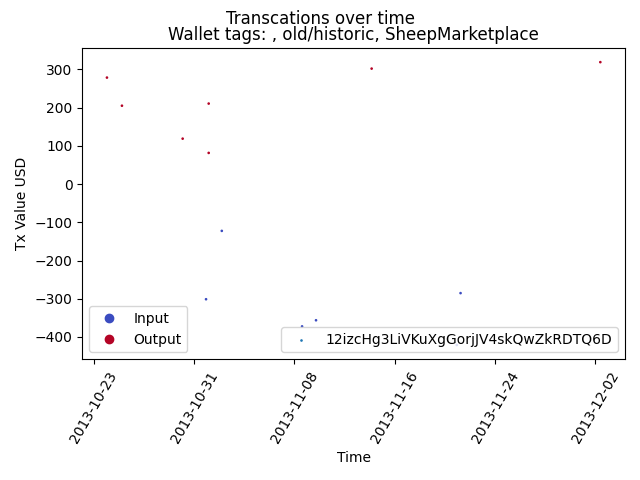 Transcations over time
Wallet tags: , old/historic, SheepMarketplace
Tx Value USD
300
200
100
0
−100
−200
−300
−400
Input
Output
12izcHg3LiVKuXgGorjJV4skQwZkRDTQ6D
2013-10-23
2013-10-31
2013-11-08
2013-11-16
2013-11-24
2013-12-02
Time